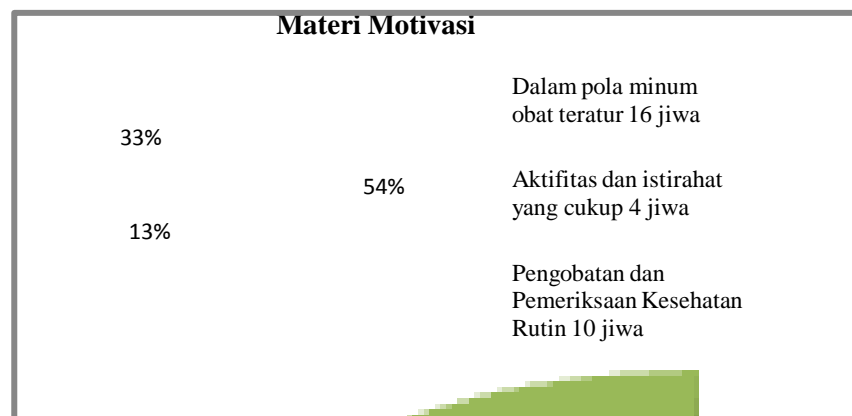 Materi Motivasi
Dalam pola minum
obat teratur 16 jiwa
33%
54%
Aktifitas dan istirahat
yang cukup 4 jiwa
13%
Pengobatan dan
Pemeriksaan Kesehatan
Rutin 10 jiwa